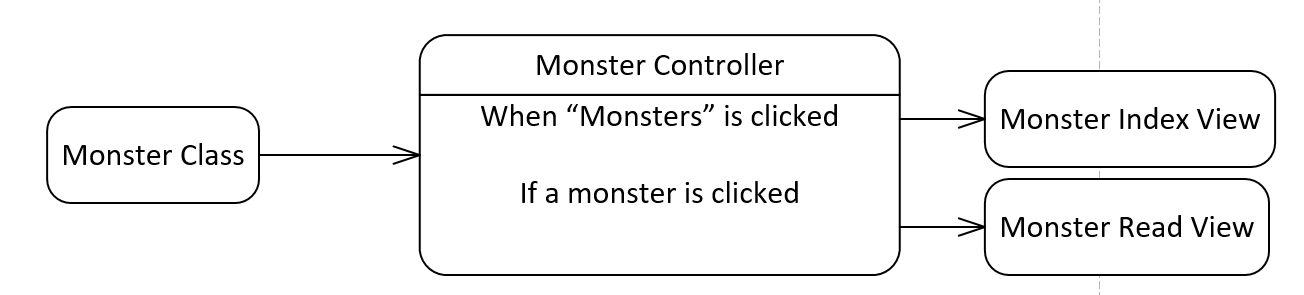 Monster Class
Monster Controller
When “Monsters” is clicked
If a monster is clicked
Monster Index View
Monster Read View